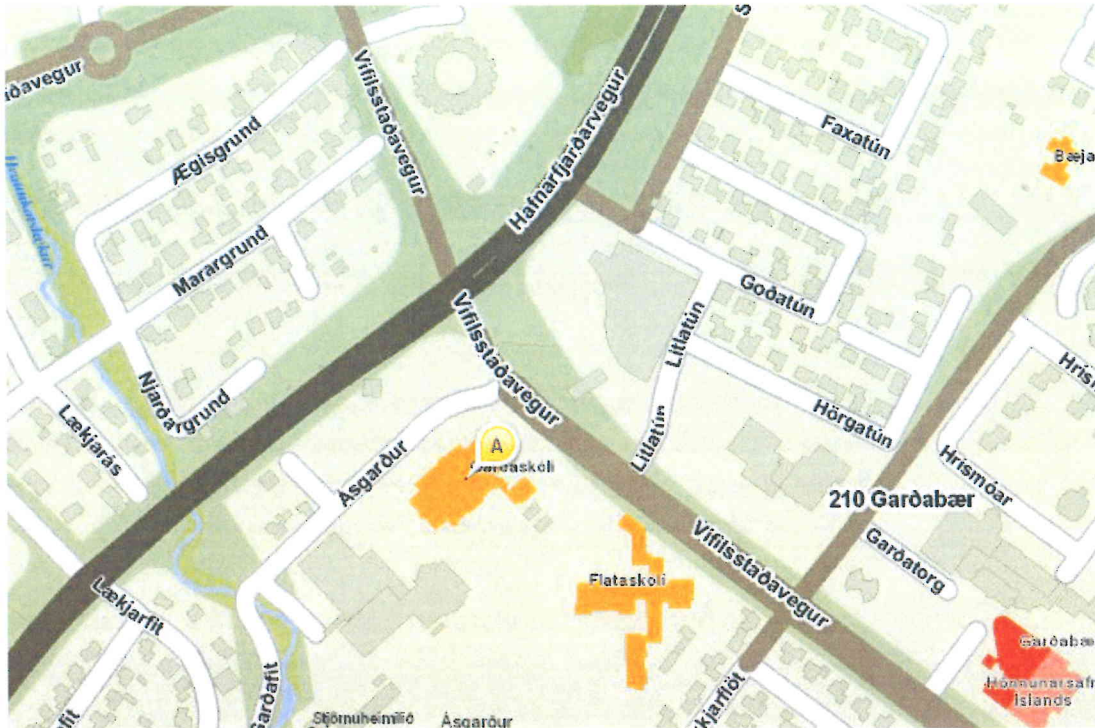 Vífilsstaðavegur
Hafnarfjarðarvegur
Ægisgrund
Faxatún
Marargrund
Goðatún
Litlatún
Vífilsstaðavegur
Njarðargrund
Lækjarás
Hörgatún
Ásgarður
A
Litlatún
Hrísmóar
210 Garðabær
Vífilsstaðavegur
Garðatorg
Flataskóli
Lækjarfit
Garðafit
Stjörnuheimilið
Ásgarður
Íslands